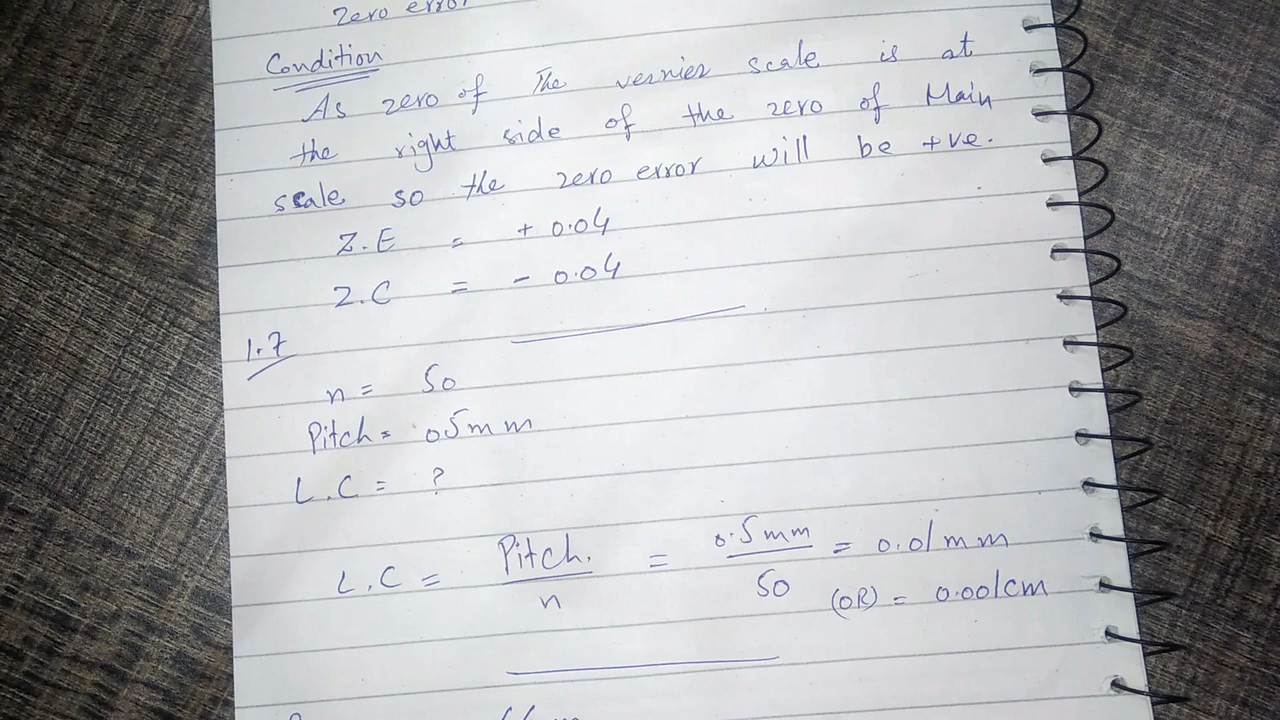 Zero error
Condition
As zero of The vernier scale is at
the right side of the zero of Main
scale so the zero error will be +ve.
Z.E = + 0.04
Z.C = - 0.04
1.7
n = 50
Pitch = 0.5mm
L.C = ?
L.C = Pitch. / n = 0.5mm / 50 = 0.01mm
(OR) = 0.001cm